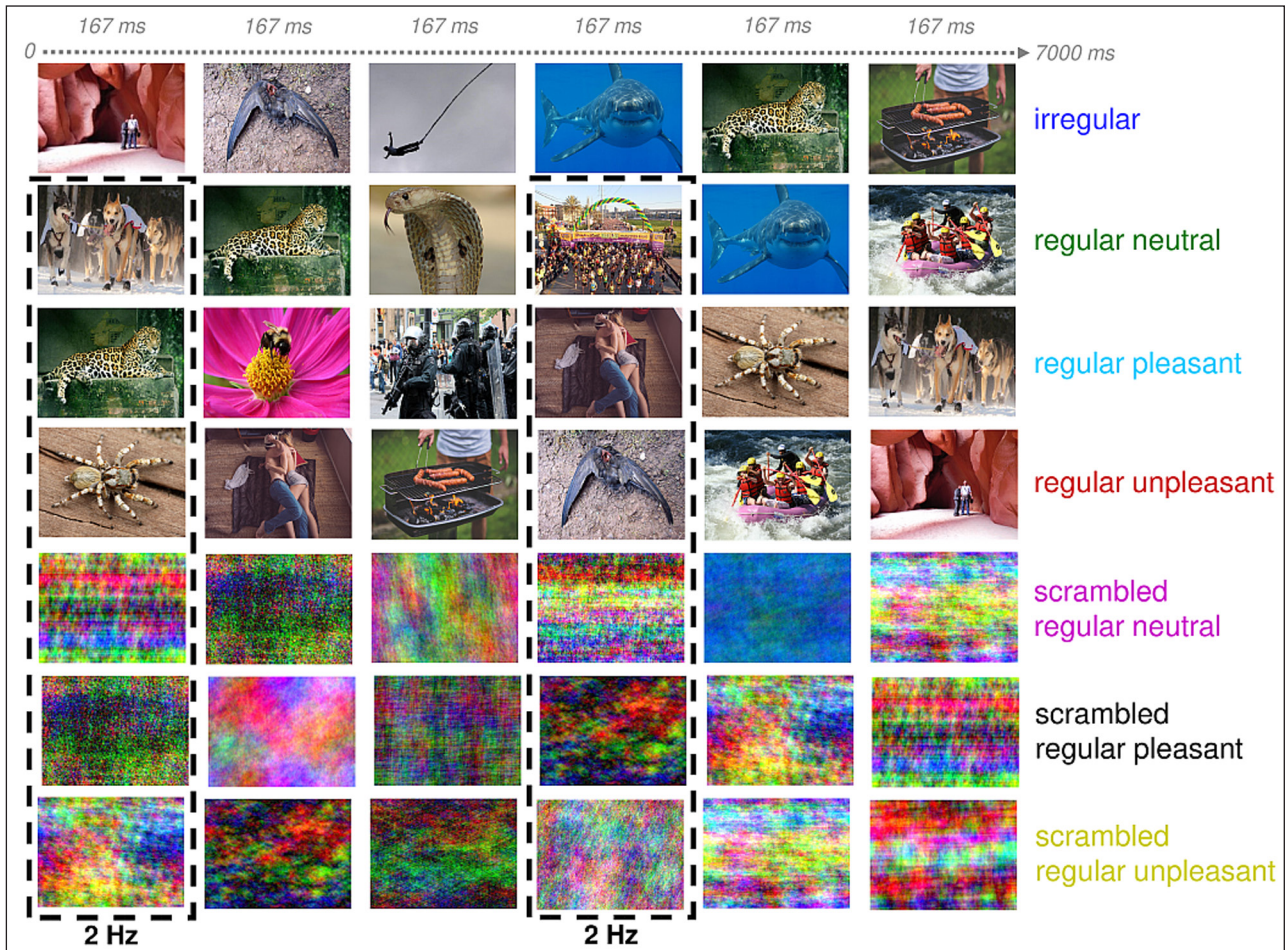 167 ms 167 ms 167 ms 167 ms 167 ms 167 ms
0 7000 ms
irregular
regular neutral
regular pleasant
regular unpleasant
scrambled
regular neutral
scrambled
regular pleasant
scrambled
regular unpleasant
2 Hz 2 Hz